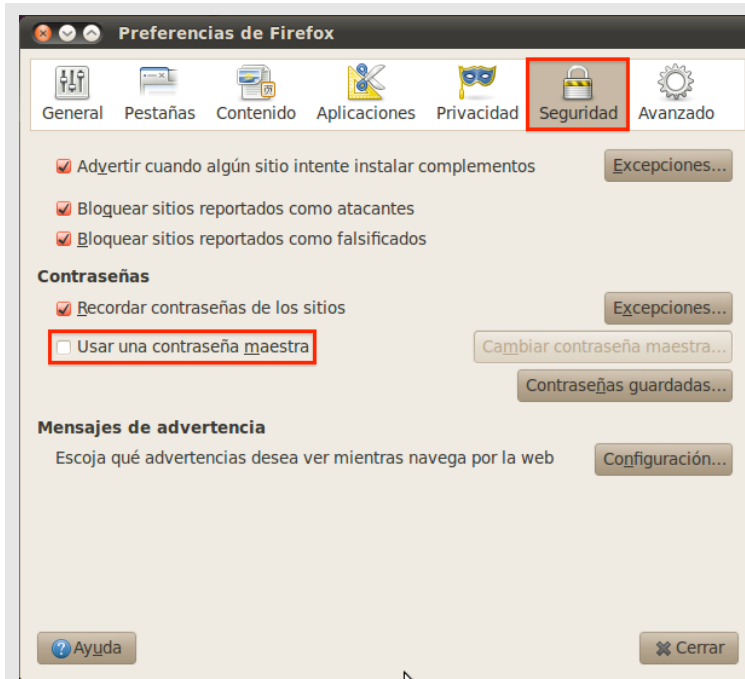 Preferencias de Firefox
General Pestañas Contenido Aplicaciones Privacidad Seguridad Avanzado
Advertir cuando algún sitio intente instalar complementos Excepciones...
Bloquear sitios reportados como atacantes
Bloquear sitios reportados como falsificados
Contraseñas
Recordar contraseñas de los sitios Excepciones...
Usar una contraseña maestra Cambiar contraseña maestra...
Contraseñas guardadas...
Mensajes de advertencia
Escoja qué advertencias desea ver mientras navega por la web Configuración...
Ayuda Cerrar